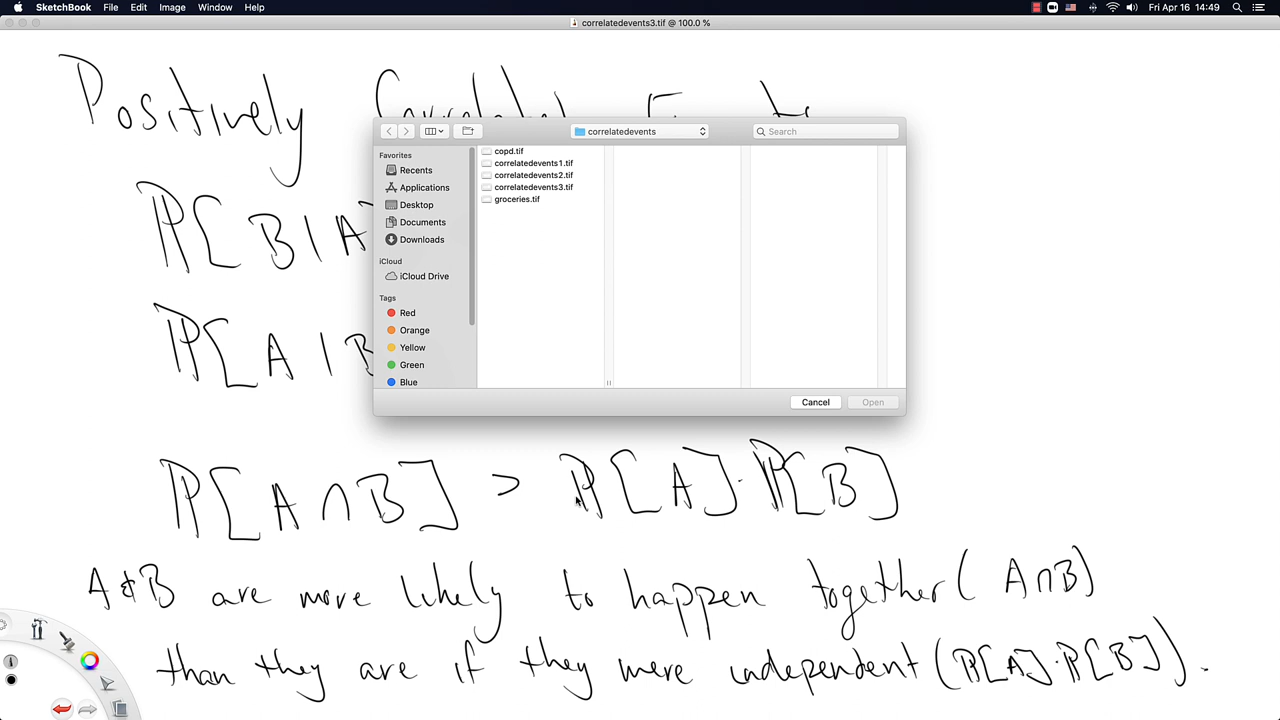 SketchBook File Edit Image Window Help Fri Apr 16 14:49
correlatedevents3.tif @ 100.0 %
Positively
correlatedevents
Search
Favorites
Recents
Applications
Desktop
Documents
Downloads
iCloud
iCloud Drive
Tags
Red
Orange
Yellow
Green
Blue
copd.tif
correlatedevents1.tif
correlatedevents2.tif
correlatedevents3.tif
groceries.tif
Cancel Open
P[B|A
P[A|B
P[A∩B] > P[A]·P[B]
A & B are more likely to happen together (A∩B)
than they are if they were independent (P[A]·P[B]).